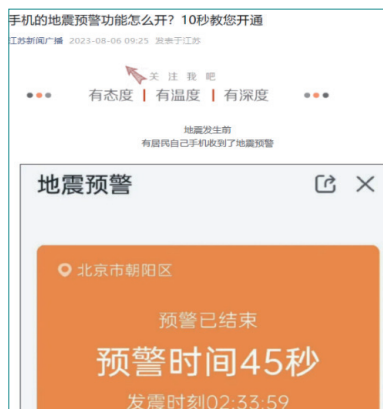 手机的地震预警功能怎么开？10秒教您开通
江苏新闻广播 2023-08-06 09:25 发表于江苏
关 注 我 吧
有态度 | 有温度 | 有深度
地震发生前
有居民自己手机收到了地震预警
地震预警
北京市朝阳区
预警已结束
预警时间45秒
发震时刻02:33:59